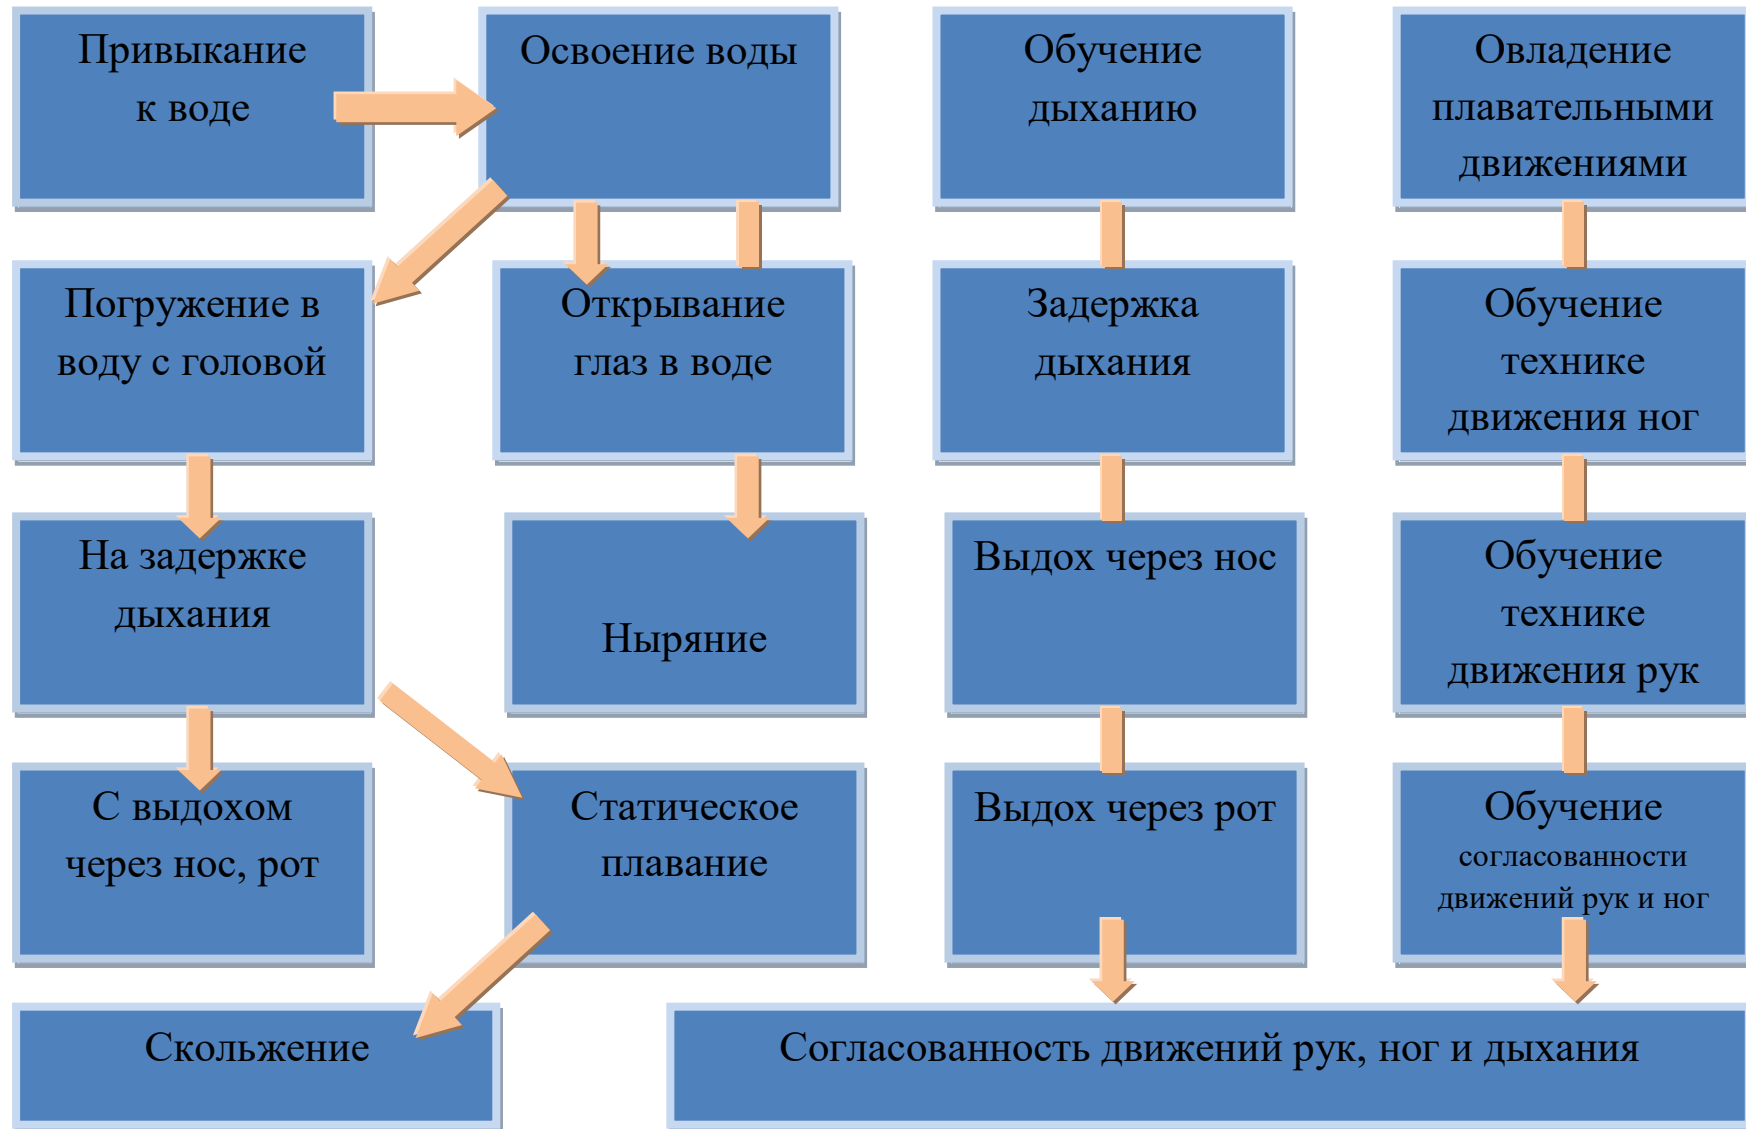 Привыкание
к воде
Освоение воды
Обучение
дыханию
Овладение
плавательными
движениями
Погружение в
воду с головой
Открывание
глаз в воде
Задержка
дыхания
Обучение
технике
движения ног
На задержке
дыхания
Ныряние
Выдох через нос
Обучение
технике
движения рук
С выдохом
через нос, рот
Статическое
плавание
Выдох через рот
Обучение
согласованности
движений рук и ног
Скольжение
Согласованность движений рук, ног и дыхания